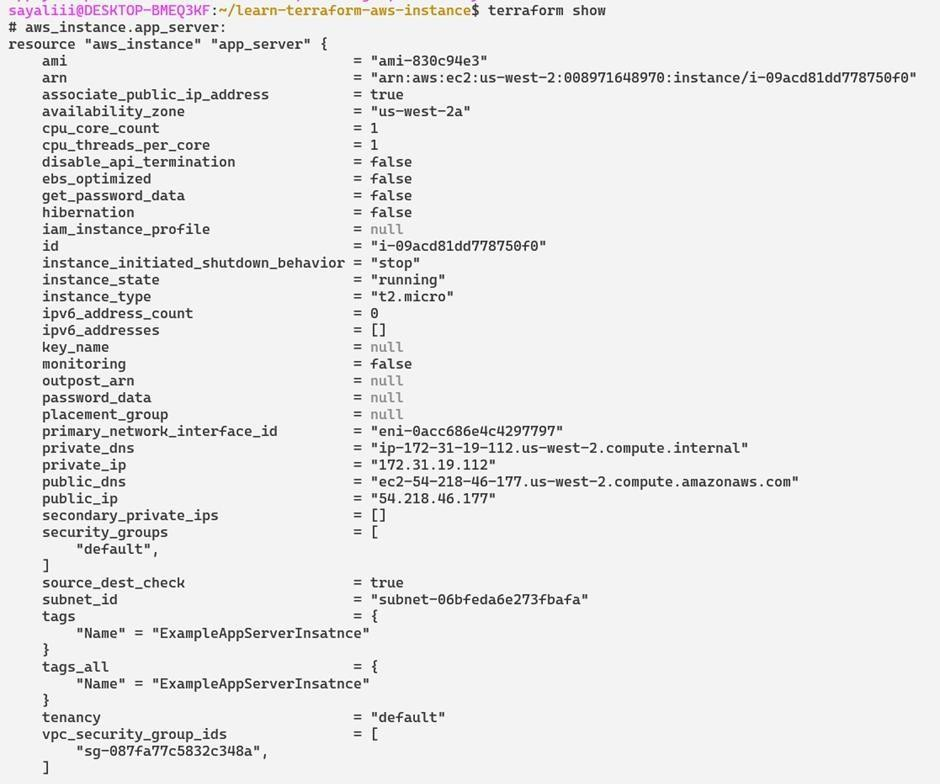 sayaliii@DESKTOP-BMEQ3KF:~/learn-terraform-aws-instance$ terraform show
# aws_instance.app_server:
resource "aws_instance" "app_server" {
    ami                                  = "ami-830c94e3"
    arn                                  = "arn:aws:ec2:us-west-2:008971648970:instance/i-09acd81dd778750f0"
    associate_public_ip_address          = true
    availability_zone                    = "us-west-2a"
    cpu_core_count                       = 1
    cpu_threads_per_core                 = 1
    disable_api_termination              = false
    ebs_optimized                        = false
    get_password_data                    = false
    hibernation                          = false
    iam_instance_profile                 = null
    id                                   = "i-09acd81dd778750f0"
    instance_initiated_shutdown_behavior = "stop"
    instance_state                       = "running"
    instance_type                        = "t2.micro"
    ipv6_address_count                   = 0
    ipv6_addresses                       = []
    key_name                             = null
    monitoring                           = false
    outpost_arn                          = null
    password_data                        = null
    placement_group                      = null
    primary_network_interface_id         = "eni-0acc686e4c4297797"
    private_dns                          = "ip-172-31-19-112.us-west-2.compute.internal"
    private_ip                           = "172.31.19.112"
    public_dns                           = "ec2-54-218-46-177.us-west-2.compute.amazonaws.com"
    public_ip                            = "54.218.46.177"
    secondary_private_ips                = []
    security_groups                      = [
        "default",
    ]
    source_dest_check                    = true
    subnet_id                            = "subnet-06bfeda6e273fbafa"
    tags                                 = {
        "Name" = "ExampleAppServerInsatnce"
    }
    tags_all                             = {
        "Name" = "ExampleAppServerInsatnce"
    }
    tenancy                              = "default"
    vpc_security_group_ids               = [
        "sg-087fa77c5832c348a",
    ]